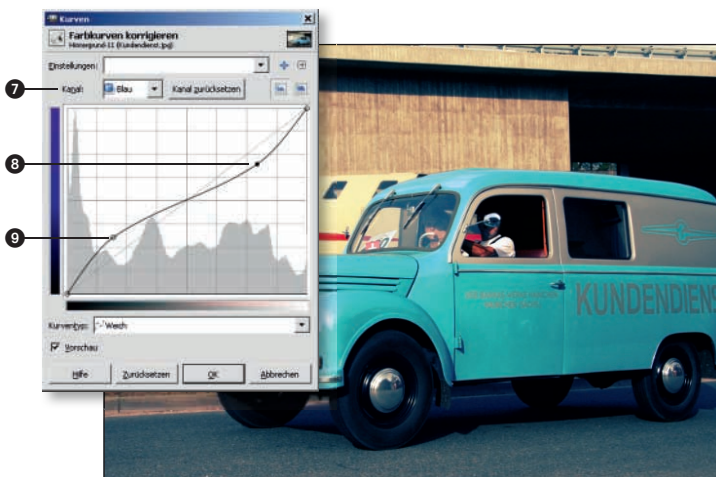 Kurven
Farbkurven korrigieren
Hintergrund-11 (Kundendienst.jpg)
Einstellungen:
7
Kanal: Blau Kanal zurücksetzen
8
9
Kurventyp: Weich
Vorschau
Hilfe Zurücksetzen OK Abbrechen
KUNDENDIENS